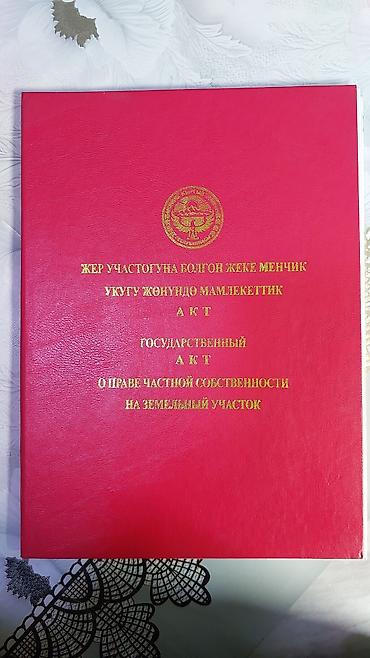 ЖЕР УЧАСТОГУНА БОЛГОН ЖЕКЕ МЕНЧИК
УКУГУ ЖӨНҮНДӨ МАМЛЕКЕТТИК
АКТ
ГОСУДАРСТВЕННЫЙ
АКТ
О ПРАВЕ ЧАСТНОЙ СОБСТВЕННОСТИ
НА ЗЕМЕЛЬНЫЙ УЧАСТОК